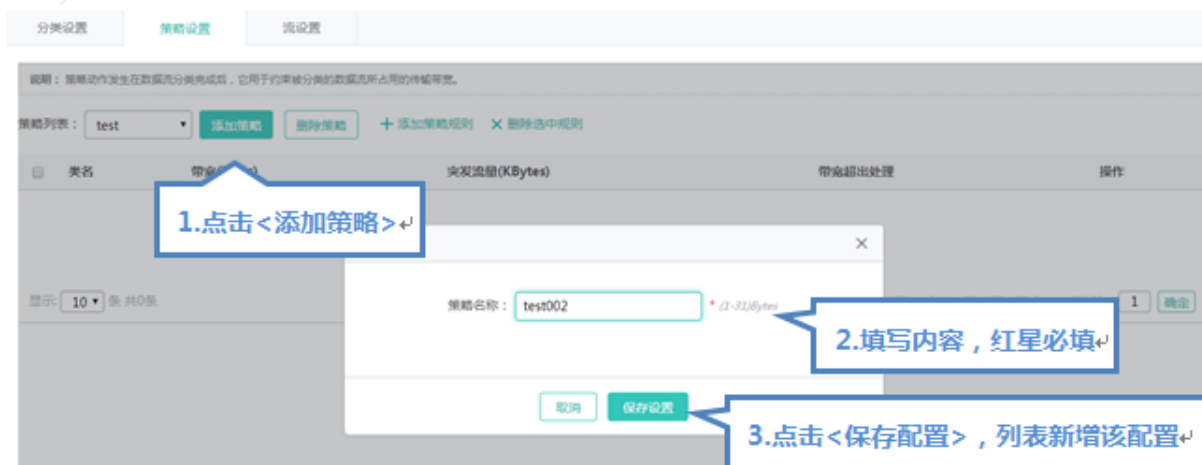 分类设置 策略设置 流设置
说明：策略动作发生在数据流分类完成后，它用于约束被分类的数据流所占用的传输带宽。
策略列表： test 添加策略 删除策略 + 添加策略规则 × 删除选中规则
类名 突发流量(KBytes) 带宽超出处理 操作
1.点击<添加策略>↵
×
显示: 10 条 共0条
1 确定
策略名称： test002 * (1-31)Bytes
2.填写内容，红星必填↵
取消 保存设置
3.点击<保存配置>，列表新增该配置↵